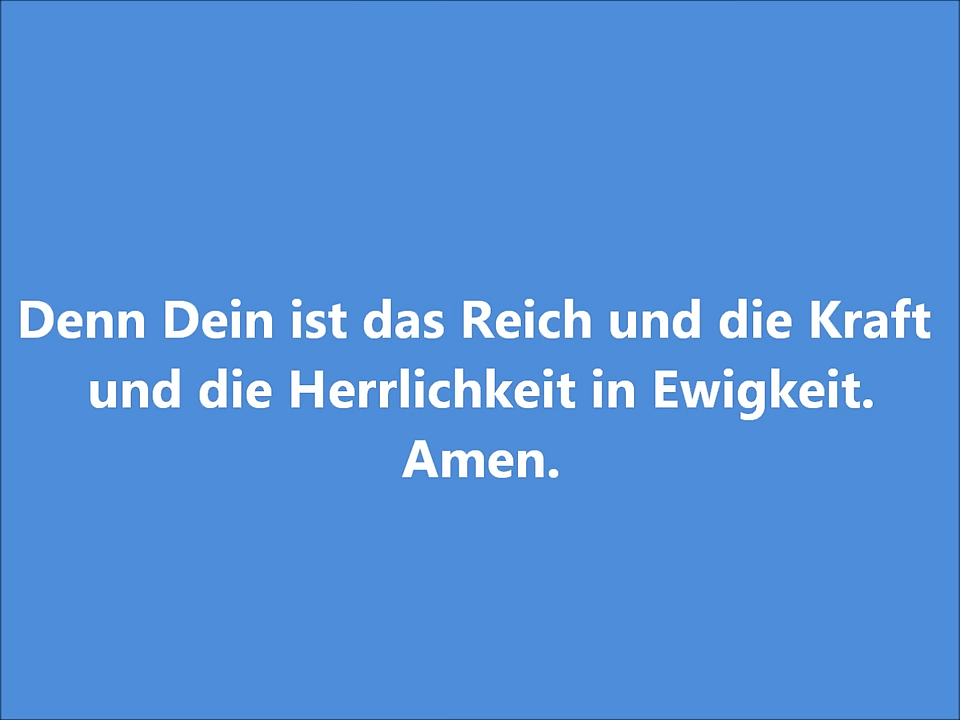 Denn Dein ist das Reich und die Kraft
und die Herrlichkeit in Ewigkeit.
Amen.